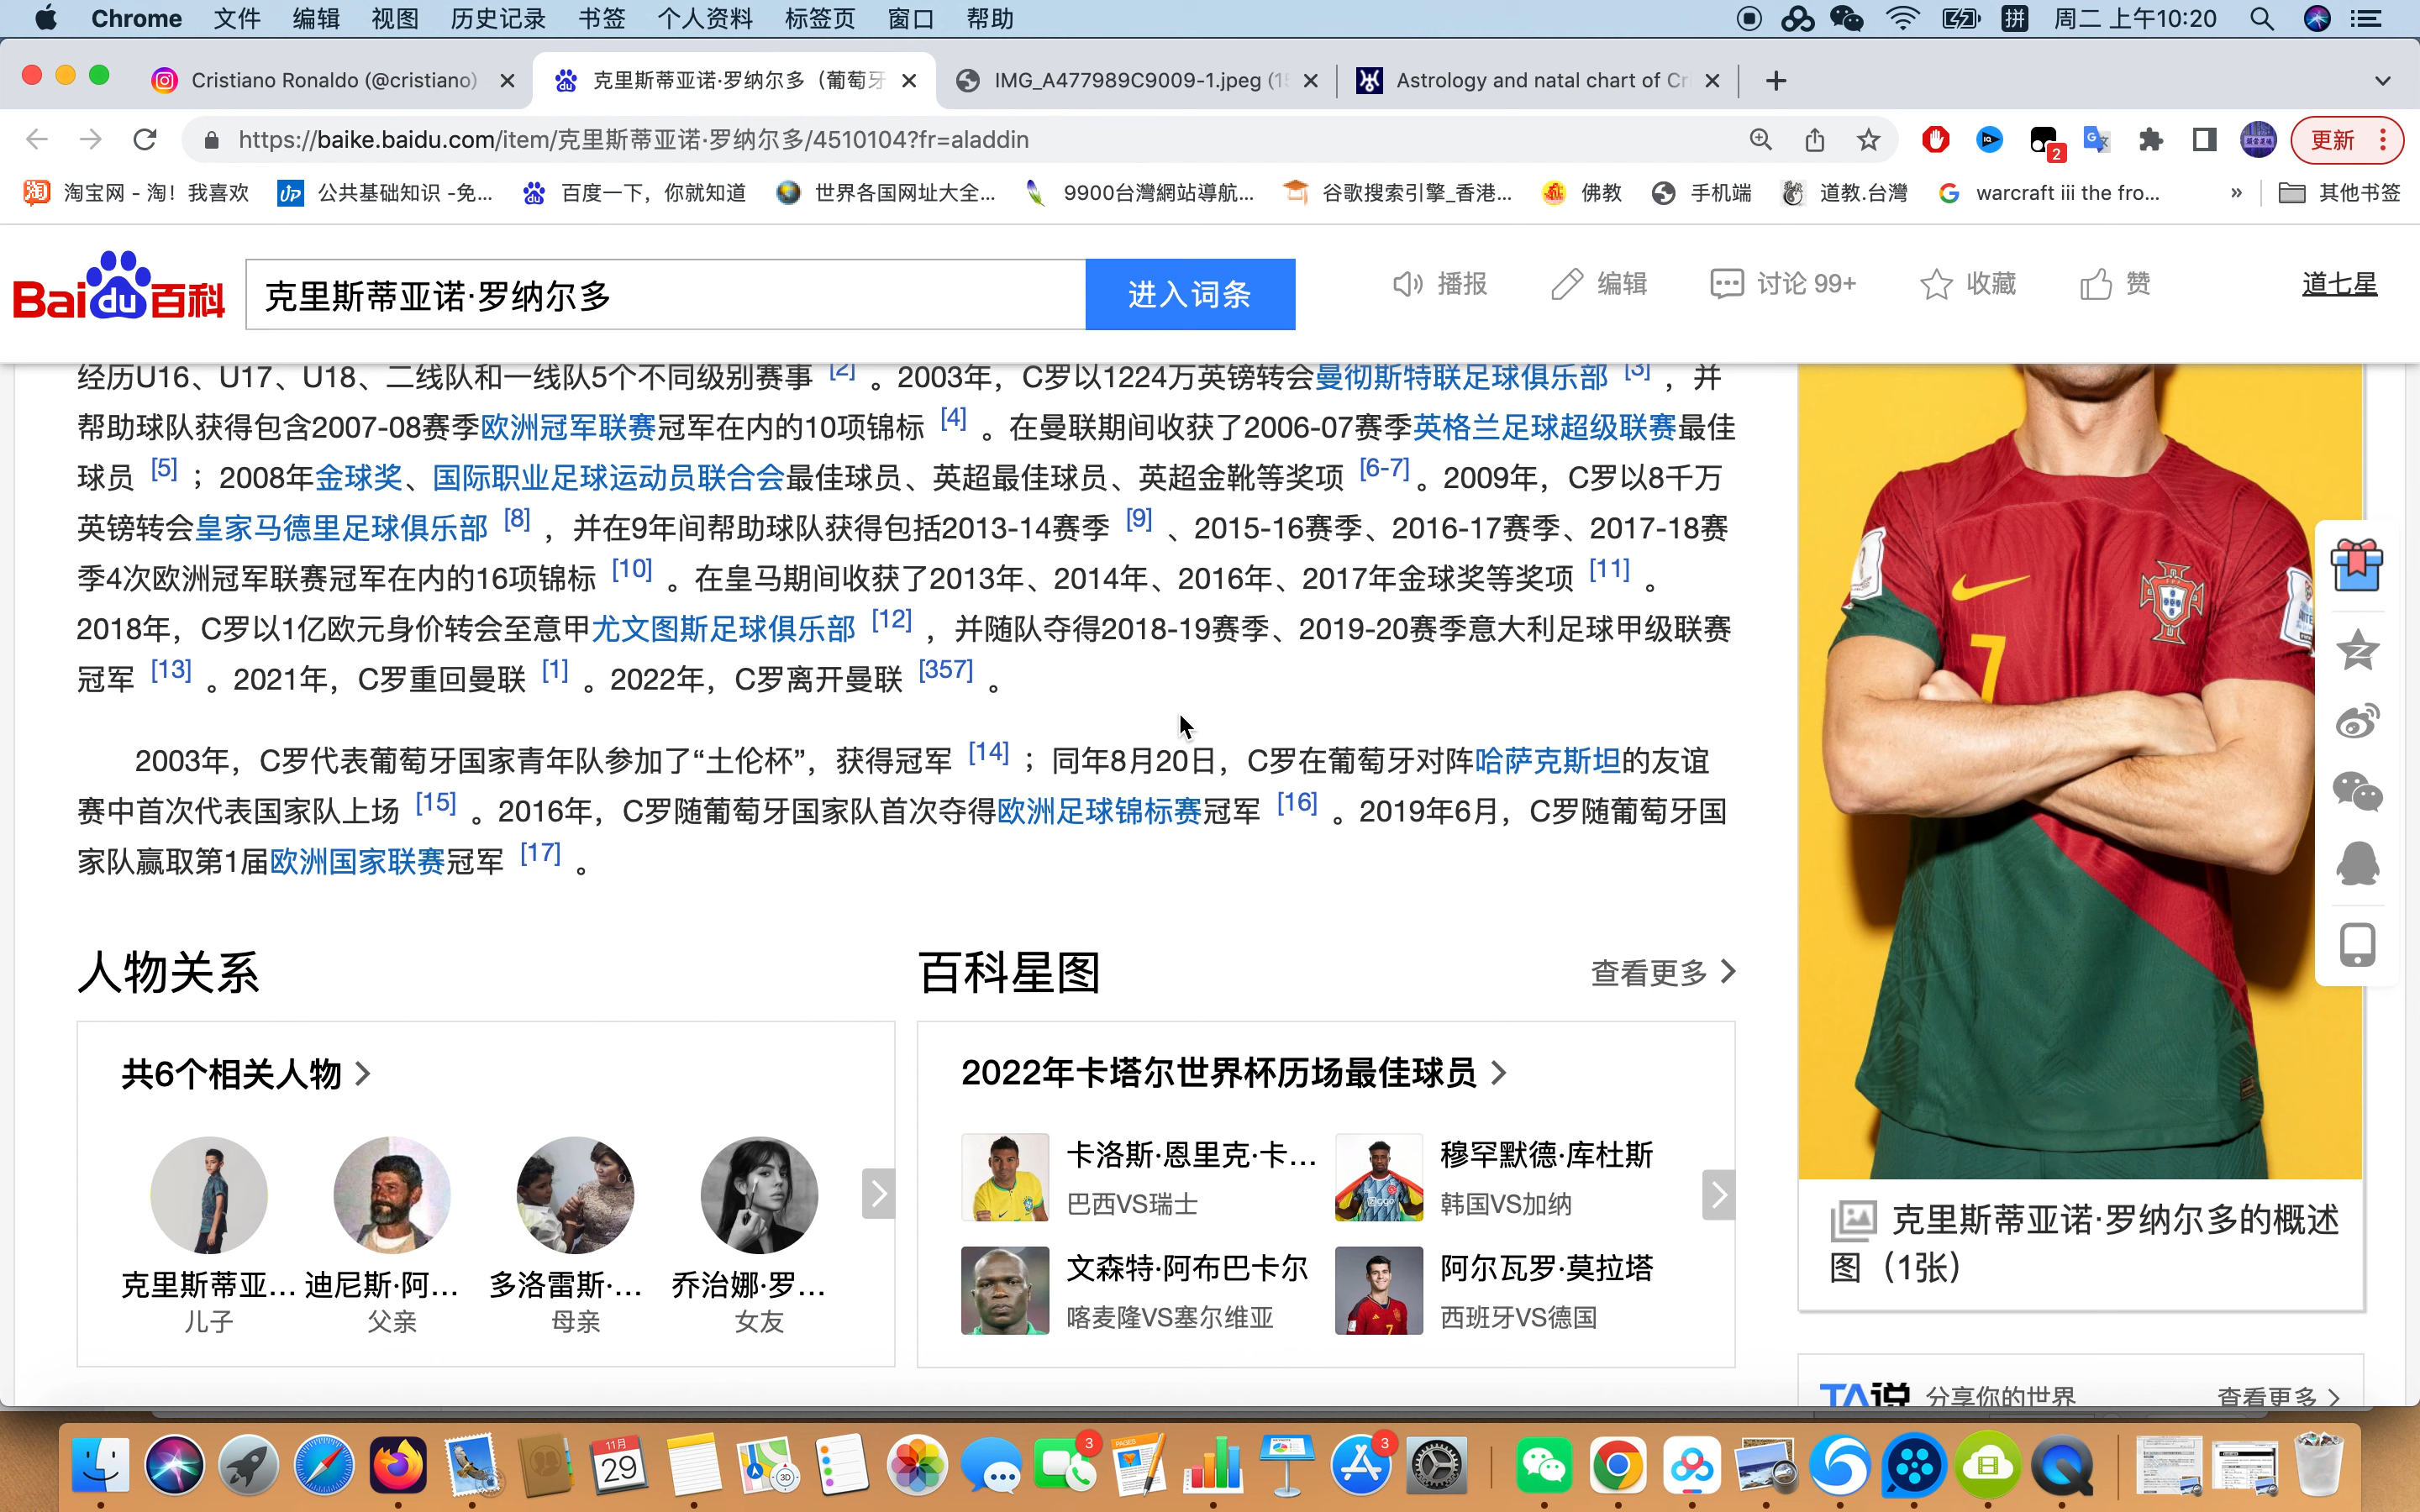 Chrome 文件 编辑 视图 历史记录 书签 个人资料 标签页 窗口 帮助 拼 周二 上午10:20
Cristiano Ronaldo (@cristiano) 克里斯蒂亚诺·罗纳尔多（葡萄牙 IMG_A477989C9009-1.jpeg (15 Astrology and natal chart of Cr
https://baike.baidu.com/item/克里斯蒂亚诺·罗纳尔多/4510104?fr=aladdin 2 更新
淘宝网 - 淘！我喜欢 公共基础知识 -免... 百度一下，你就知道 世界各国网址大全... 9900台灣網站導航... 谷歌搜索引擎_香港... 佛教 手机端 道教.台灣 warcraft iii the fro... » 其他书签
Bai du 百科 克里斯蒂亚诺·罗纳尔多 进入词条 播报 编辑 讨论 99+ 收藏 赞 道七星
经历U16、U17、U18、二线队和一线队5个不同级别赛事 [2] 。2003年，C罗以1224万英镑转会曼彻斯特联足球俱乐部 [3] ，并
帮助球队获得包含2007-08赛季欧洲冠军联赛冠军在内的10项锦标 [4] 。在曼联期间收获了2006-07赛季英格兰足球超级联赛最佳
球员 [5] ；2008年金球奖、国际职业足球运动员联合会最佳球员、英超最佳球员、英超金靴等奖项 [6-7] 。2009年，C罗以8千万
英镑转会皇家马德里足球俱乐部 [8] ，并在9年间帮助球队获得包括2013-14赛季 [9] 、2015-16赛季、2016-17赛季、2017-18赛
季4次欧洲冠军联赛冠军在内的16项锦标 [10] 。在皇马期间收获了2013年、2014年、2016年、2017年金球奖等奖项 [11] 。
2018年，C罗以1亿欧元身价转会至意甲尤文图斯足球俱乐部 [12] ，并随队夺得2018-19赛季、2019-20赛季意大利足球甲级联赛
冠军 [13] 。2021年，C罗重回曼联 [1] 。2022年，C罗离开曼联 [357] 。
2003年，C罗代表葡萄牙国家青年队参加了“土伦杯”，获得冠军 [14] ；同年8月20日，C罗在葡萄牙对阵哈萨克斯坦的友谊
赛中首次代表国家队上场 [15] 。2016年，C罗随葡萄牙国家队首次夺得欧洲足球锦标赛冠军 [16] 。2019年6月，C罗随葡萄牙国
家队赢取第1届欧洲国家联赛冠军 [17] 。
7
人物关系
百科星图 查看更多
共6个相关人物
克里斯蒂亚... 迪尼斯·阿... 多洛雷斯·... 乔治娜·罗...
儿子 父亲 母亲 女友
2022年卡塔尔世界杯历场最佳球员
卡洛斯·恩里克·卡... 穆罕默德·库杜斯
巴西VS瑞士 韩国VS加纳
文森特·阿布巴卡尔 阿尔瓦罗·莫拉塔
喀麦隆VS塞尔维亚 西班牙VS德国
克里斯蒂亚诺·罗纳尔多的概述
图（1张）
TA说 分享你的世界 查看更多
11月 29 3D 3 PAGES 3